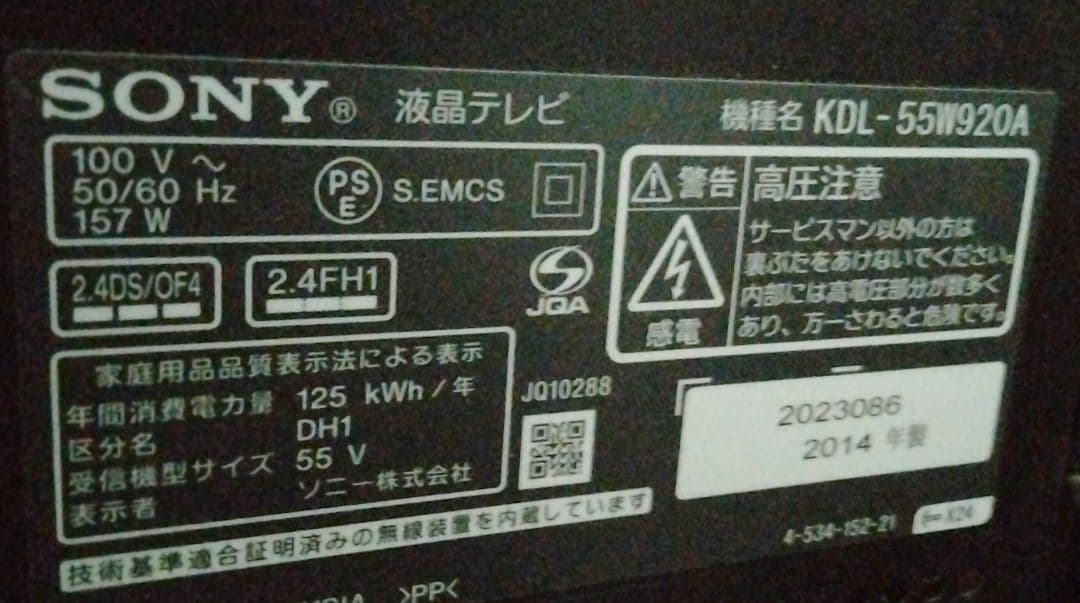 SONY® 液晶テレビ
機種名 KDL-55W920A
100 V ~
50/60 Hz
157 W
PS
E
S.EMCS
警告
高圧注意
サービスマン以外の方は
裏ぶたをあけないでください。
内部には高電圧部分が数多く
あり、万一さわると危険です。
感電
2.4DS/OF4
2.4FH1
JQA
家庭用品品質表示法による表示
年間消費電力量 125 kWh/年
区分名 DH1
受信機型サイズ 55 V
表示者 ソニー株式会社
JQ10288
2023086
2014 年製
技術基準適合証明済みの無線装置を内蔵しています
4-534-152-21
X24
>PP<